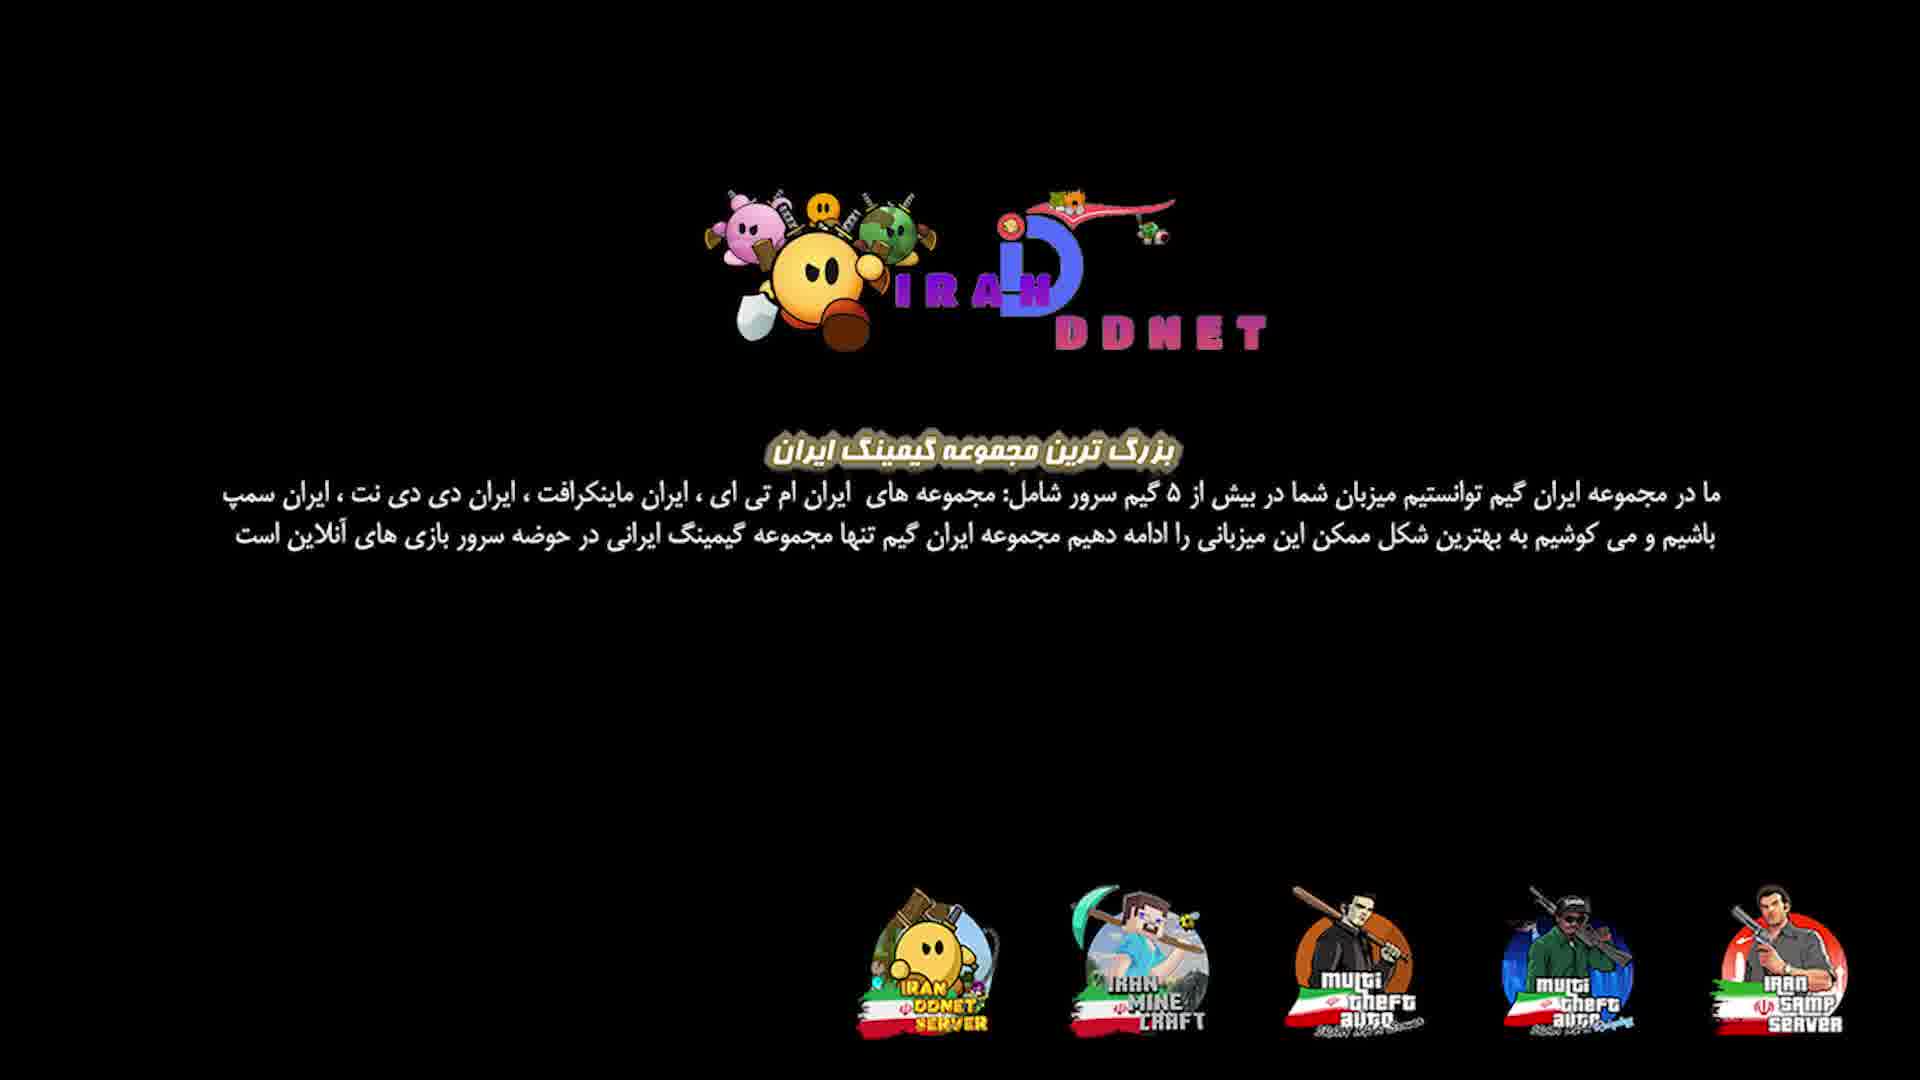 IRAN
DDNET
بزرگ ترین مجموعه گیمینگ ایران
ما در مجموعه ایران گیم توانستیم میزبان شما در بیش از ۵ گیم سرور شامل: مجموعه های ایران ام تی ای ، ایران ماینکرافت ، ایران دی دی نت ، ایران سمپ
باشیم و می کوشیم به بهترین شکل ممکن این میزبانی را ادامه دهیم مجموعه ایران گیم تنها مجموعه گیمینگ ایرانی در حوضه سرور بازی های آنلاین است
IRAN
DDNET
SERVER
IRAN
MINE
CRAFT
multi
theft
auto
multi
theft
auto
IRAN
SAMP
SERVER